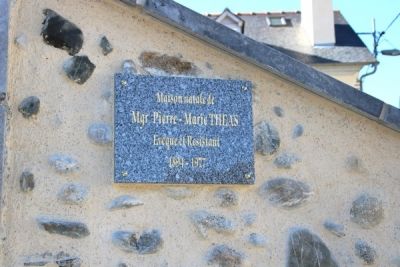 Maison natale de
Mgr Pierre-Marie THEAS
Evêque et Résistant
1894 - 1977